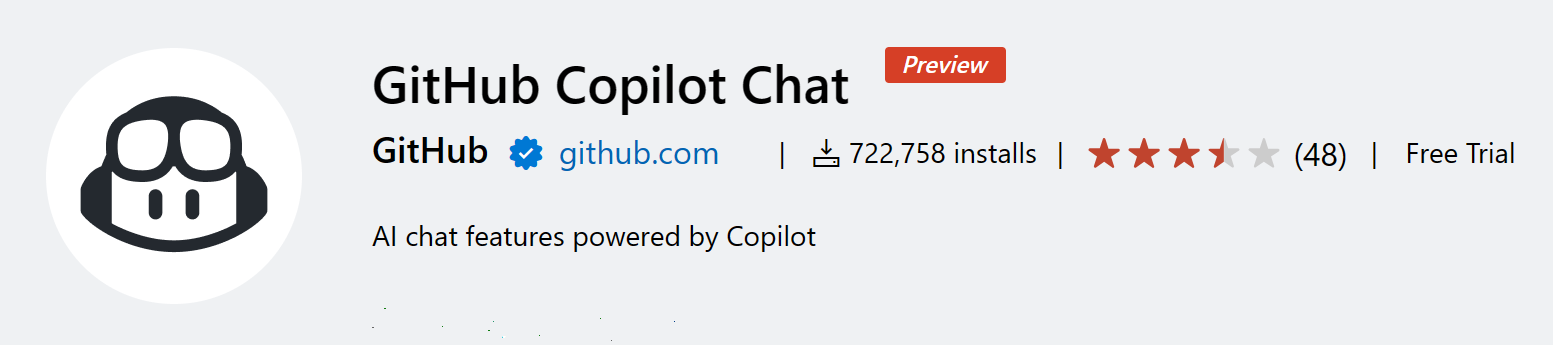 GitHub Copilot Chat Preview
GitHub github.com | 722,758 installs | (48) | Free Trial
AI chat features powered by Copilot